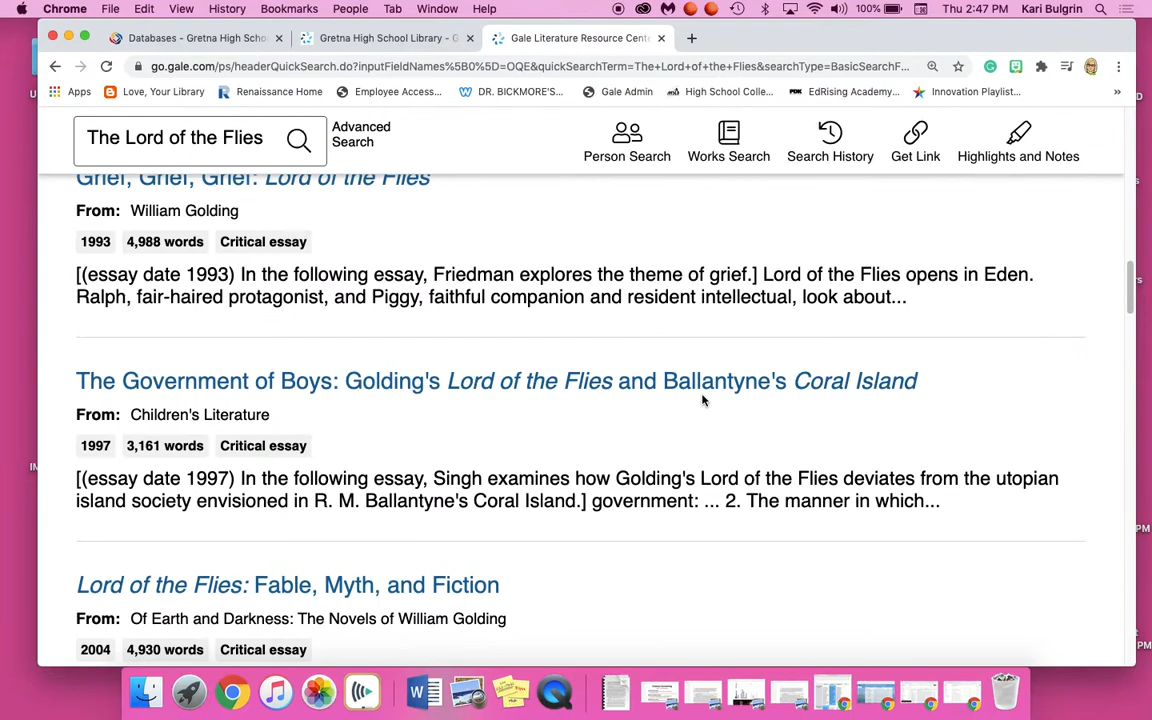 Chrome File Edit View History Bookmarks People Tab Window Help 100% Thu 2:47 PM Kari Bulgrin
Databases - Gretna High Scho Gretna High School Library - G Gale Literature Resource Cent
go.gale.com/ps/headerQuickSearch.do?inputFieldNames%5B0%5D=OQE&quickSearchTerm=The+Lord+of+the+Flies&searchType=BasicSearchF...
Apps Love, Your Library Renaissance Home Employee Access... DR. BICKMORE'S... Gale Admin High School Colle... EdRising Academy... Innovation Playlist... »
The Lord of the Flies Advanced Search
Person Search Works Search Search History Get Link Highlights and Notes
Grief, Grief, Grief: Lord of the Flies
From: William Golding
1993 4,988 words Critical essay
[(essay date 1993) In the following essay, Friedman explores the theme of grief.] Lord of the Flies opens in Eden.
Ralph, fair-haired protagonist, and Piggy, faithful companion and resident intellectual, look about...
The Government of Boys: Golding's Lord of the Flies and Ballantyne's Coral Island
From: Children's Literature
1997 3,161 words Critical essay
[(essay date 1997) In the following essay, Singh examines how Golding's Lord of the Flies deviates from the utopian
island society envisioned in R. M. Ballantyne's Coral Island.] government: ... 2. The manner in which...
Lord of the Flies: Fable, Myth, and Fiction
From: Of Earth and Darkness: The Novels of William Golding
2004 4,930 words Critical essay